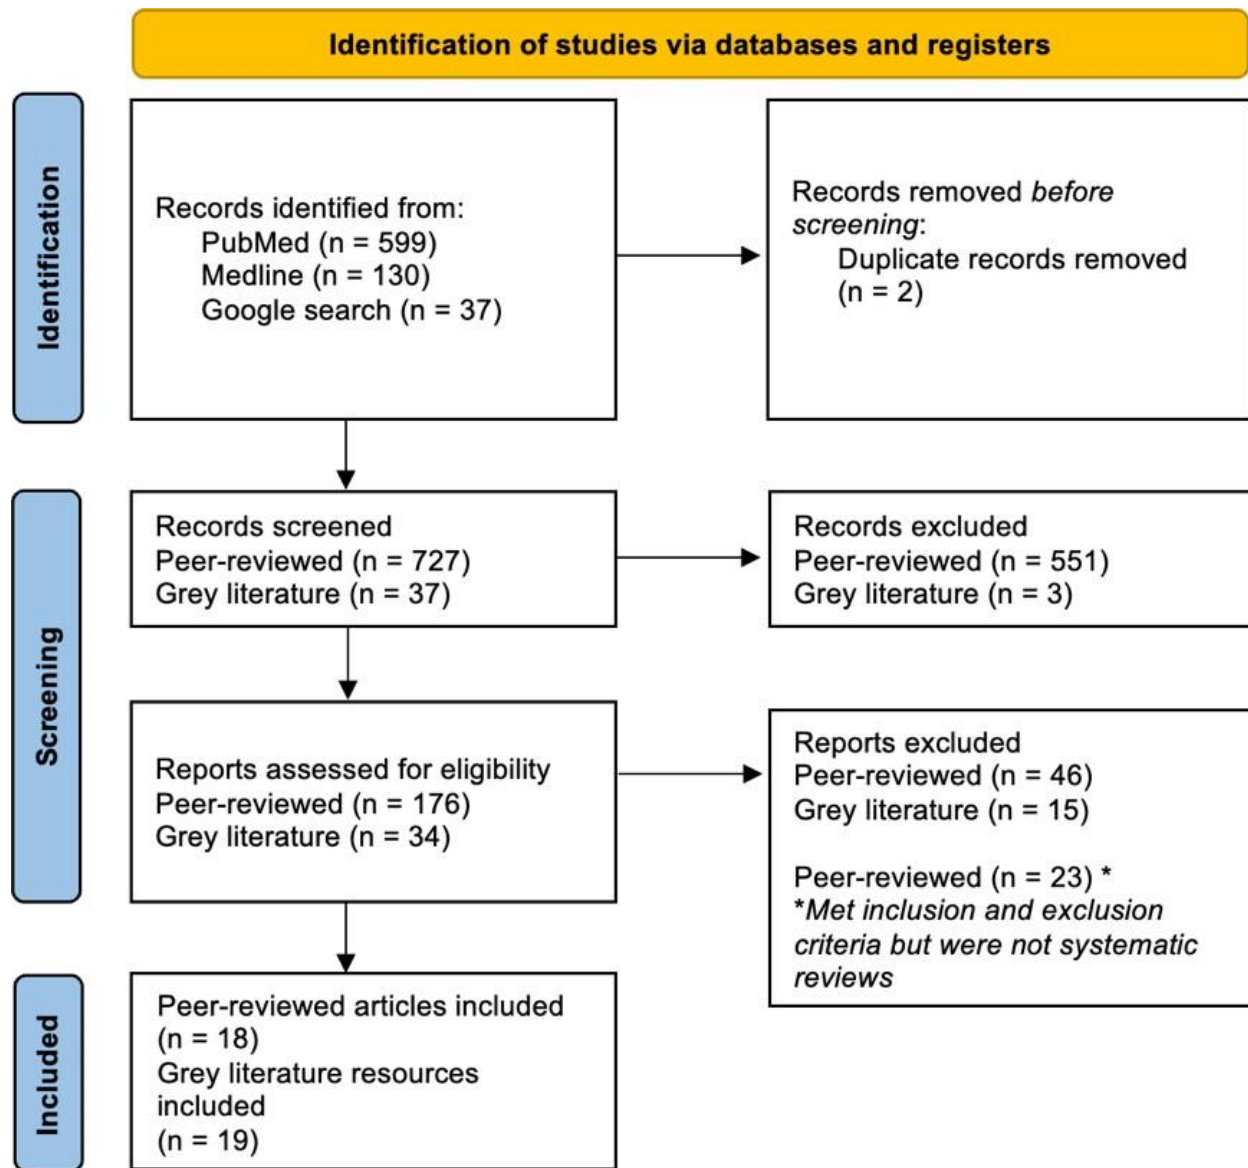 Identification of studies via databases and registers
Identification
Records identified from:
PubMed (n = 599)
Medline (n = 130)
Google search (n = 37)
Records removed before
screening:
Duplicate records removed
(n = 2)
Screening
Records screened
Peer-reviewed (n = 727)
Grey literature (n = 37)
Records excluded
Peer-reviewed (n = 551)
Grey literature (n = 3)
Reports assessed for eligibility
Peer-reviewed (n = 176)
Grey literature (n = 34)
Reports excluded
Peer-reviewed (n = 46)
Grey literature (n = 15)
Peer-reviewed (n = 23) *
*Met inclusion and exclusion
criteria but were not systematic
reviews
Included
Peer-reviewed articles included
(n = 18)
Grey literature resources
included
(n = 19)